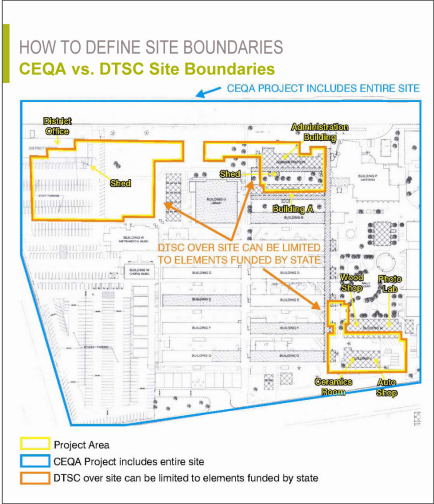 HOW TO DEFINE SITE BOUNDARIES
CEQA vs. DTSC Site Boundaries
CEQA PROJECT INCLUDES ENTIRE SITE
District
Office
Administration
Building
Shed
Shed
Building A
DTSC OVER SITE CAN BE LIMITED
TO ELEMENTS FUNDED BY STATE
Wood
Shop
Photo
Lab
Ceramics
Room
Auto
Shop
Project Area
CEQA Project includes entire site
DTSC over site can be limited to elements funded by state